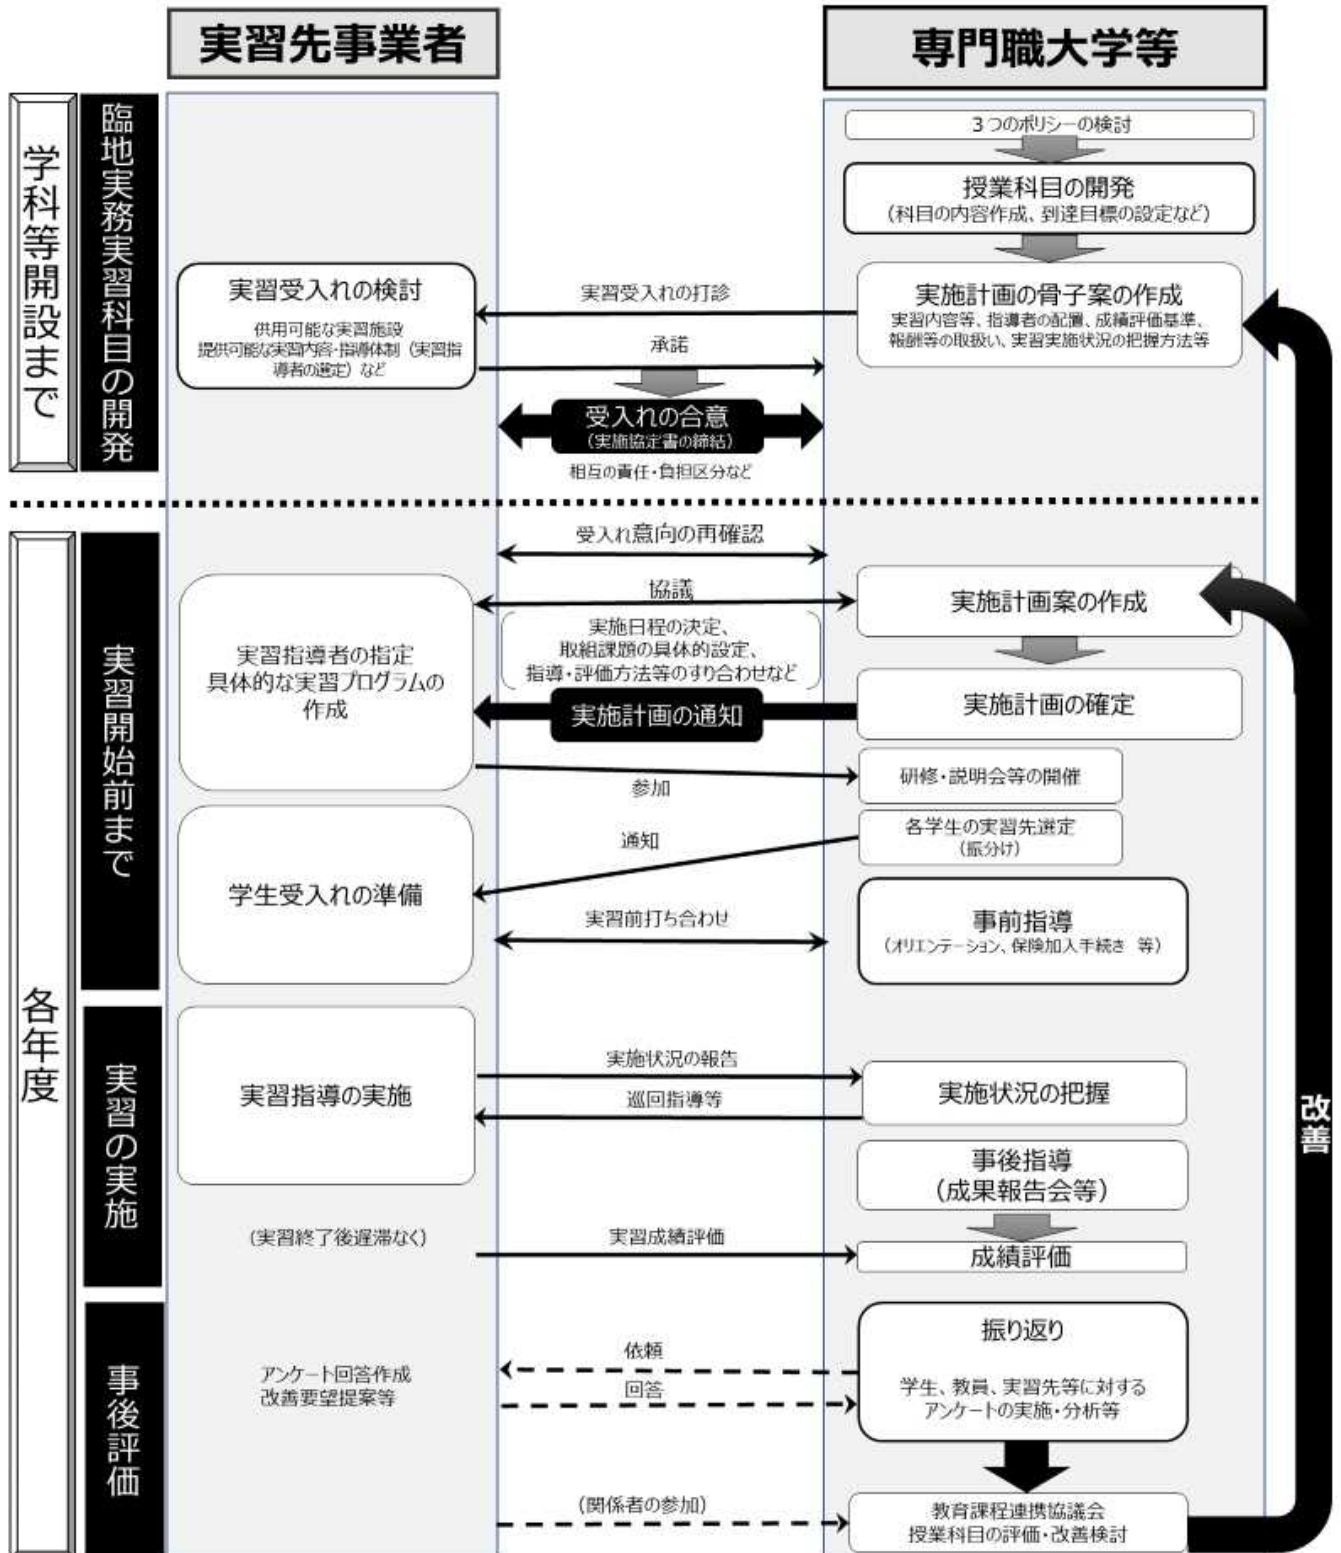 実習先事業者
専門職大学等
学科等開設まで
臨地実務実習科目の開発
3つのポリシーの検討
授業科目の開発
（科目の内容作成、到達目標の設定など）
実習受入れの検討
供用可能な実習施設
提供可能な実習内容・指導体制（実習指
導者の選定）など
実習受入れの打診
承諾
実施計画の骨子案の作成
実習内容等、指導者の配置、成績評価基準、
報酬等の取扱い、実習実施状況の把握方法等
受入れの合意
（実施協定書の締結）
相互の責任・負担区分など
各年度
実習開始前まで
受入れ意向の再確認
協議
実施日程の決定、
取組課題の具体的設定、
指導・評価方法等のすり合わせなど
実施計画案の作成
実習指導者の指定
具体的な実習プログラムの
作成
実施計画の通知
実施計画の確定
参加
研修・説明会等の開催
通知
各学生の実習先選定
（振分け）
学生受入れの準備
実習前打ち合わせ
事前指導
（オリエンテーション、保険加入手続き　等）
実習の実施
実習指導の実施
実施状況の報告
巡回指導等
実施状況の把握
事後指導
（成果報告会等）
（実習終了後遅滞なく）
実習成績評価
成績評価
改善
事後評価
アンケート回答作成
改善要望提案等
依頼
回答
振り返り
学生、教員、実習先等に対する
アンケートの実施・分析等
（関係者の参加）
教育課程連携協議会
授業科目の評価・改善検討